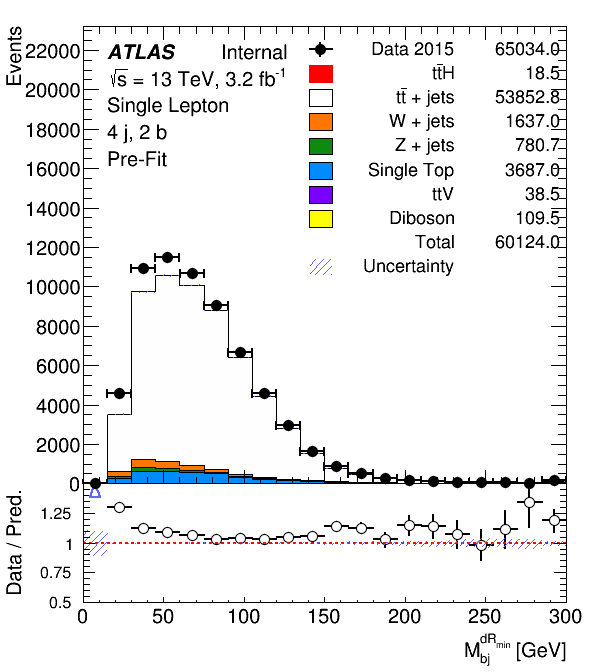 Events
22000
20000
18000
16000
14000
12000
10000
8000
6000
4000
2000
0
ATLAS Internal
√s = 13 TeV, 3.2 fb⁻¹
Single Lepton
4 j, 2 b
Pre-Fit
Data 2015 65034.0
tt̄H 18.5
tt̄ + jets 53852.8
W + jets 1637.0
Z + jets 780.7
Single Top 3687.0
ttV 38.5
Diboson 109.5
Total 60124.0
Uncertainty
Data / Pred.
1.25
1
0.75
0.5
0 50 100 150 200 250 300
M_bj^dR_min [GeV]